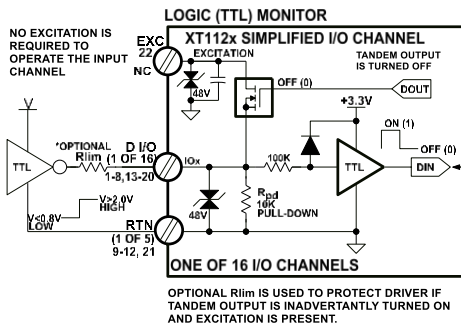 LOGIC (TTL) MONITOR
NO EXCITATION IS
REQUIRED TO
OPERATE THE INPUT
CHANNEL
EXC
22
NC
XT112x SIMPLIFIED I/O CHANNEL
EXCITATION
48V
TANDEM OUTPUT
IS TURNED OFF
OFF (0)
DOUT
+3.3V
ON (1)
OFF (0)
V
TTL
*OPTIONAL
Rlim
D I/O
(1 OF 16)
1-8,13-20
IOx
100K
TTL
DIN
V>2.0V
HIGH
V<0.8V
LOW
48V
Rpd
10K
PULL-DOWN
RTN
(1 OF 5)
9-12, 21
ONE OF 16 I/O CHANNELS
OPTIONAL Rlim IS USED TO PROTECT DRIVER IF
TANDEM OUTPUT IS INADVERTANTLY TURNED ON
AND EXCITATION IS PRESENT.